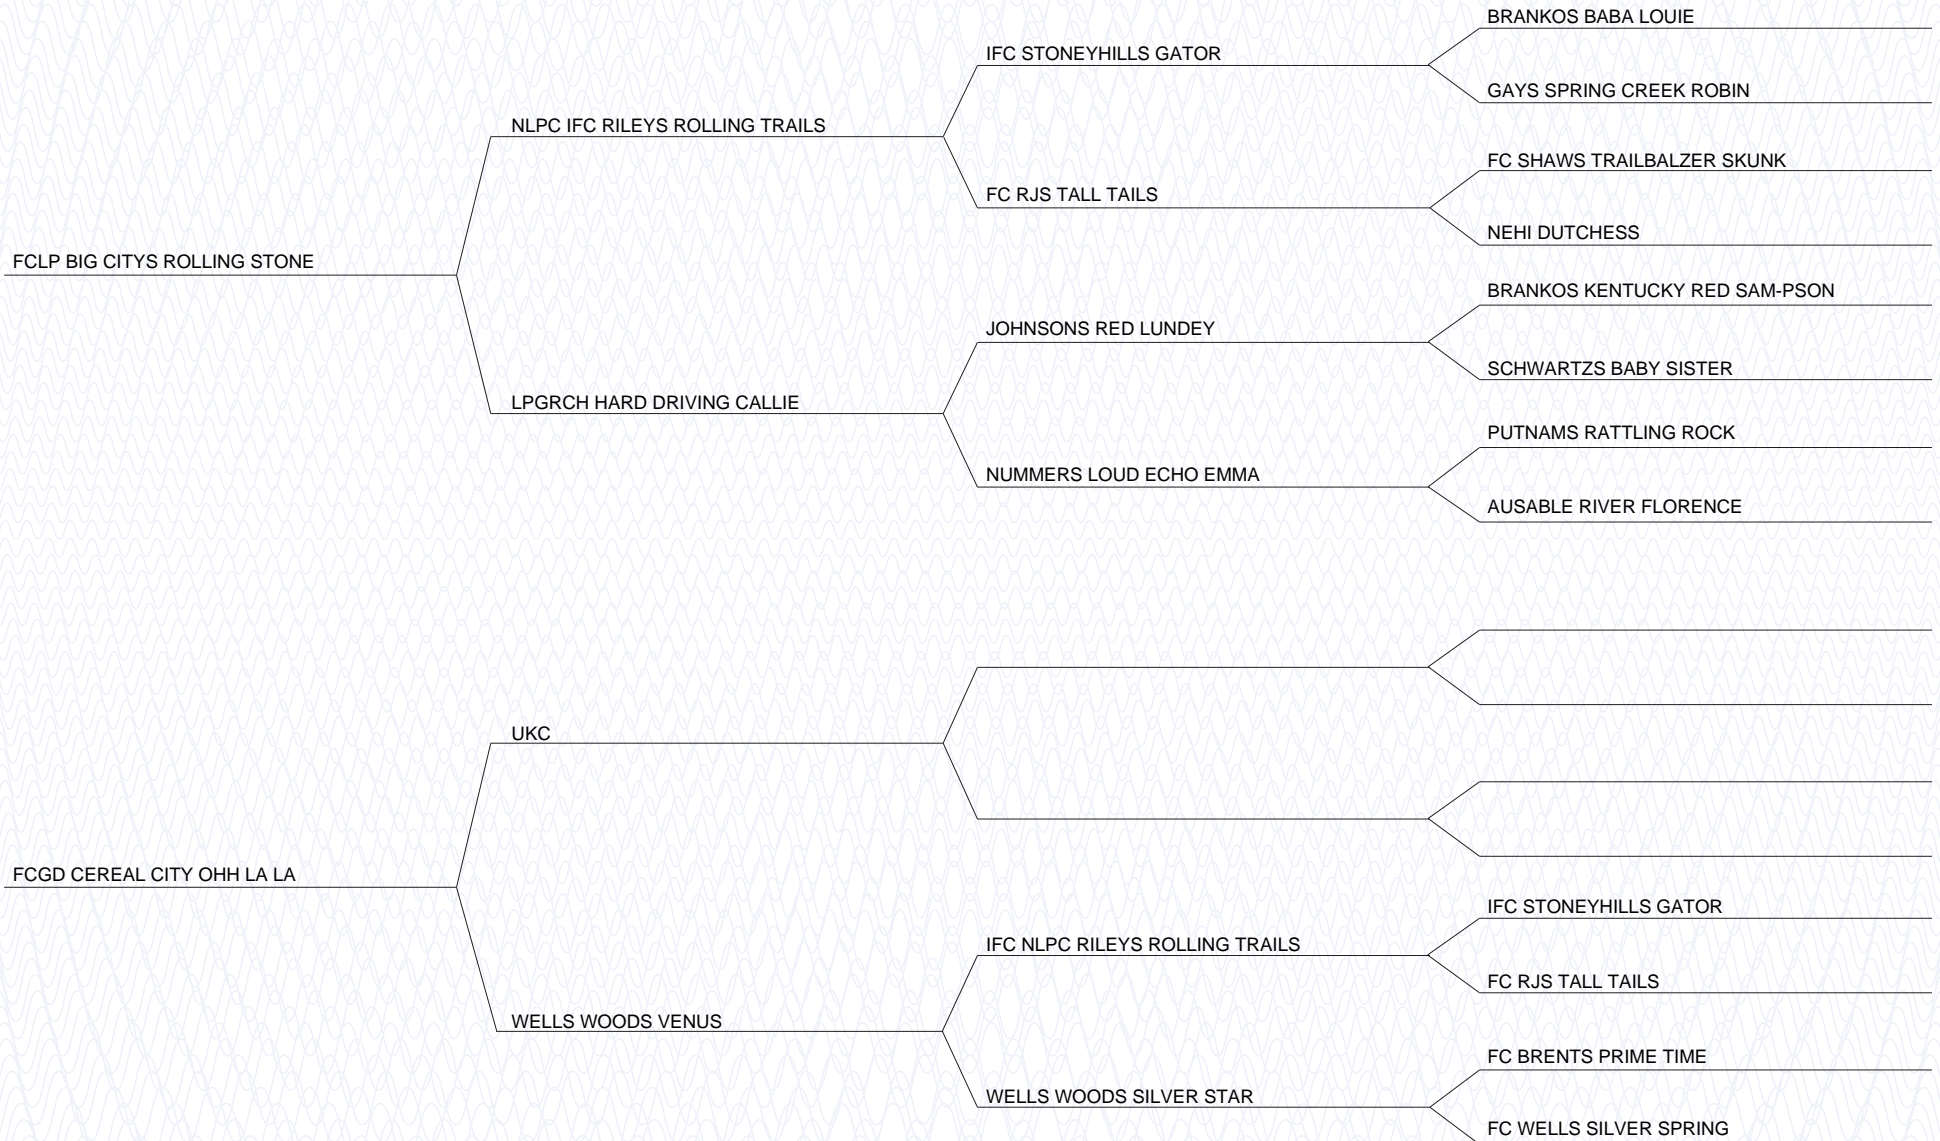 BRANKOS BABA LOUIE
IFC STONEYHILLS GATOR
GAYS SPRING CREEK ROBIN
NLPC IFC RILEYS ROLLING TRAILS
FC SHAWS TRAILBALZER SKUNK
FC RJS TALL TAILS
NEHI DUTCHESS
FCLP BIG CITYS ROLLING STONE
BRANKOS KENTUCKY RED SAM-PSON
JOHNSONS RED LUNDEY
SCHWARTZS BABY SISTER
LPGRCH HARD DRIVING CALLIE
PUTNAMS RATTLING ROCK
NUMMERS LOUD ECHO EMMA
AUSABLE RIVER FLORENCE
UKC
FCGD CEREAL CITY OHH LA LA
IFC STONEYHILLS GATOR
IFC NLPC RILEYS ROLLING TRAILS
FC RJS TALL TAILS
WELLS WOODS VENUS
FC BRENTS PRIME TIME
WELLS WOODS SILVER STAR
FC WELLS SILVER SPRING